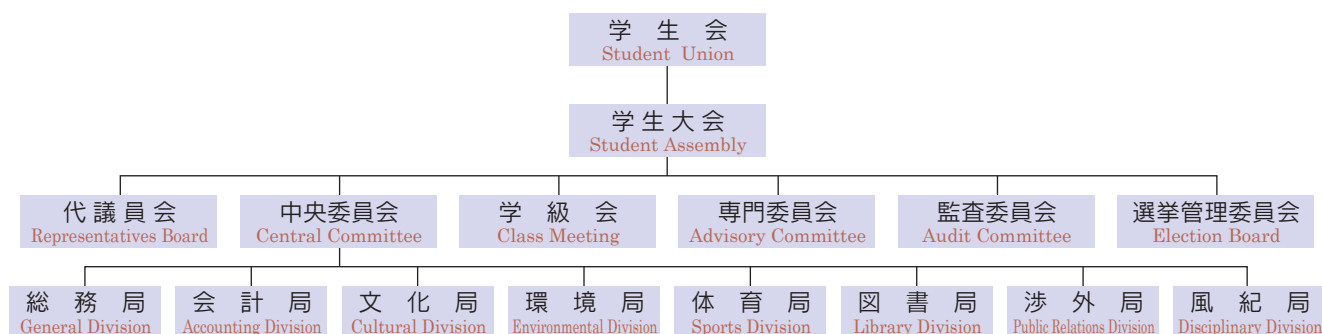 学生会
Student Union
学生大会
Student Assembly
代議員会
Representatives Board
中央委員会
Central Committee
学級会
Class Meeting
専門委員会
Advisory Committee
監査委員会
Audit Committee
選挙管理委員会
Election Board
総務局
General Division
会計局
Accounting Division
文化局
Cultural Division
環境局
Environmental Division
体育局
Sports Division
図書局
Library Division
渉外局
Public Relations Division
風紀局
Disciplinary Division